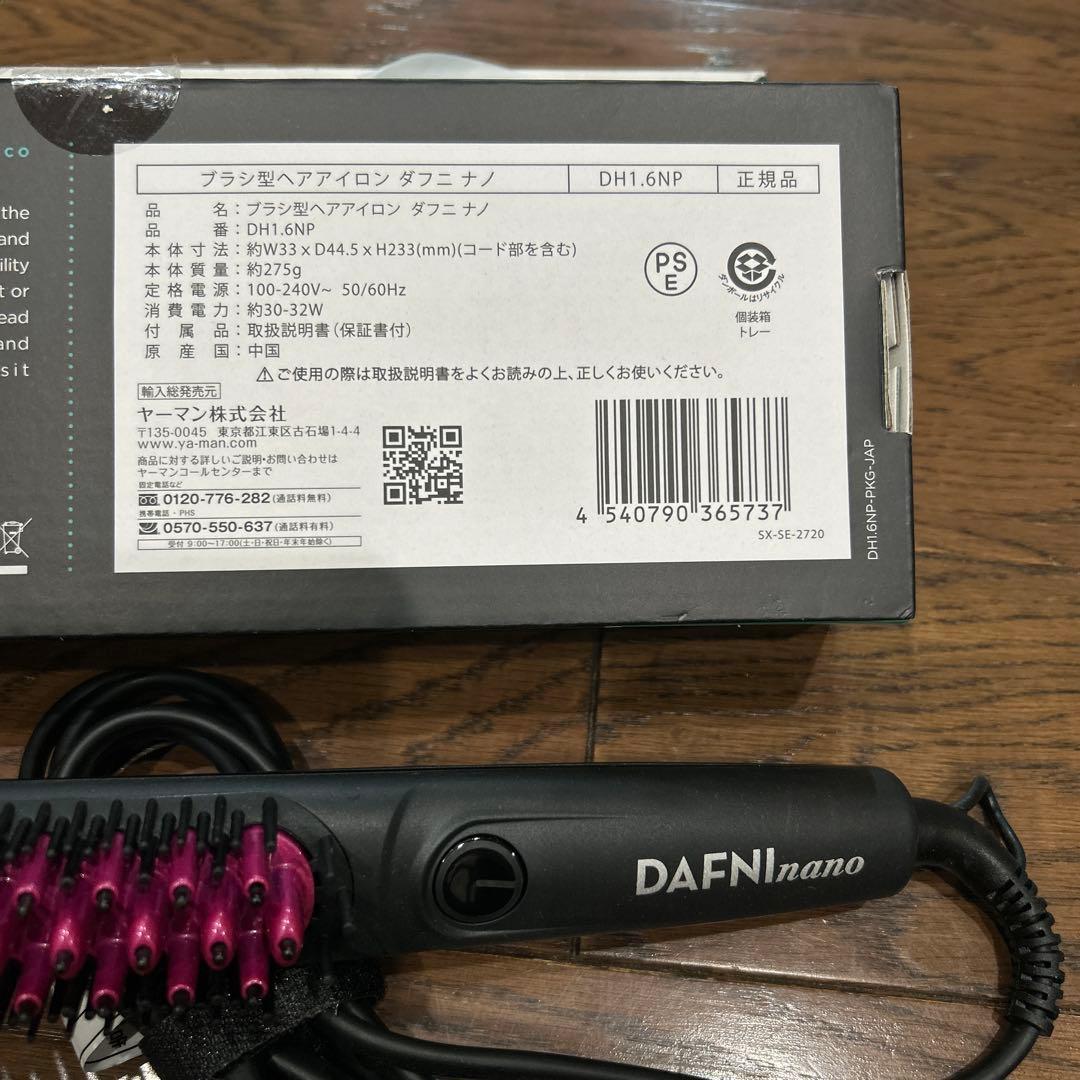 co
the
and
ility
t or
ead
and
sit
ブラシ型ヘアアイロン ダフニ ナノ DH1.6NP 正規品
品 名：ブラシ型ヘアアイロン ダフニ ナノ
品 番：DH1.6NP
本体寸法：約W33 x D44.5 x H233(mm)(コード部を含む)
本体質量：約275g
定格電源：100-240V~ 50/60Hz
消費電力：約30-32W
付属品：取扱説明書(保証書付)
原産国：中国
PS
E
ダンボールはリサイクル
個装箱
トレー
⚠ご使用の際は取扱説明書をよくお読みの上、正しくお使いください。
輸入総発売元
ヤーマン株式会社
〒135-0045 東京都江東区古石場1-4-4
www.ya-man.com
商品に対する詳しいご説明・お問い合わせは
ヤーマンコールセンターまで
固定電話など
0120-776-282(通話料無料)
携帯電話・PHS
0570-550-637(通話料有料)
受付 9:00～17:00(土・日・祝日・年末年始除く)
4 540790 365737
SX-SE-2720
DH1.6NP-PKG-JAP
DAFNI nano